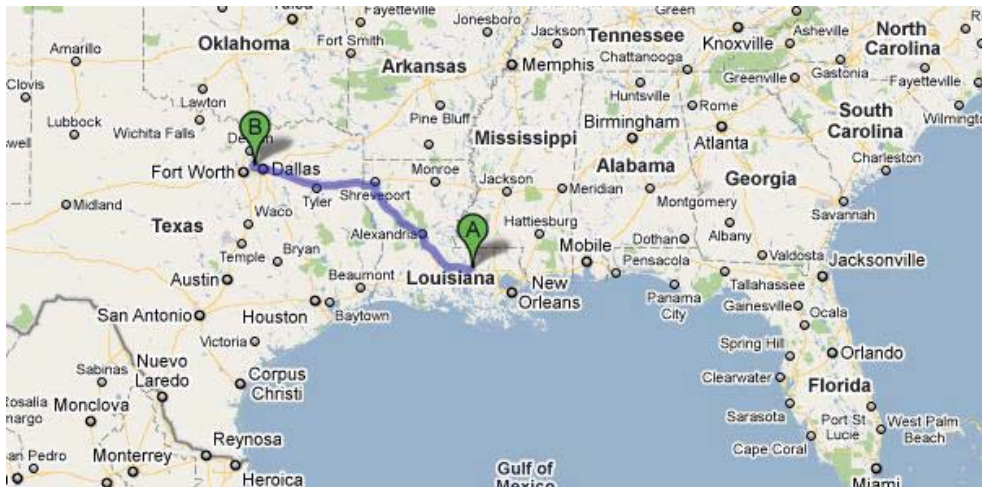 Tulsa
Fayetteville
Jonesboro
Jackson
Tennessee
Green
Knoxville
Asheville
North
Carolina
Oklahoma
Fort Smith
Amarillo
Arkansas
Memphis
Chattanooga
Greenville
Gastonia
Fayetteville
Clovis
Lawton
Huntsville
Rome
South
Carolina
Wilmington
Lubbock
Wichita Falls
Pine Bluff
Mississippi
Birmingham
Atlanta
B
Fort Worth
Dallas
Monroe
Alabama
Georgia
Charleston
Tyler
Shreveport
Jackson
Meridian
Montgomery
Savannah
Midland
Texas
Waco
Alexandria
A
Hattiesburg
Dothan
Albany
Temple
Bryan
Mobile
Valdosta
Jacksonville
Austin
Beaumont
Louisiana
New
Orleans
Pensacola
Tallahassee
San Antonio
Houston
Baytown
Panama
City
Gainesville
Ocala
Victoria
Spring Hill
Orlando
Nuevo
Laredo
Sabinas
Corpus
Christi
Clearwater
Florida
Monclova
Sarasota
Port St
Lucie
West Palm
Beach
Reynosa
Cape Coral
San Pedro
Monterrey
Heroica
Gulf of
Mexico
Miami